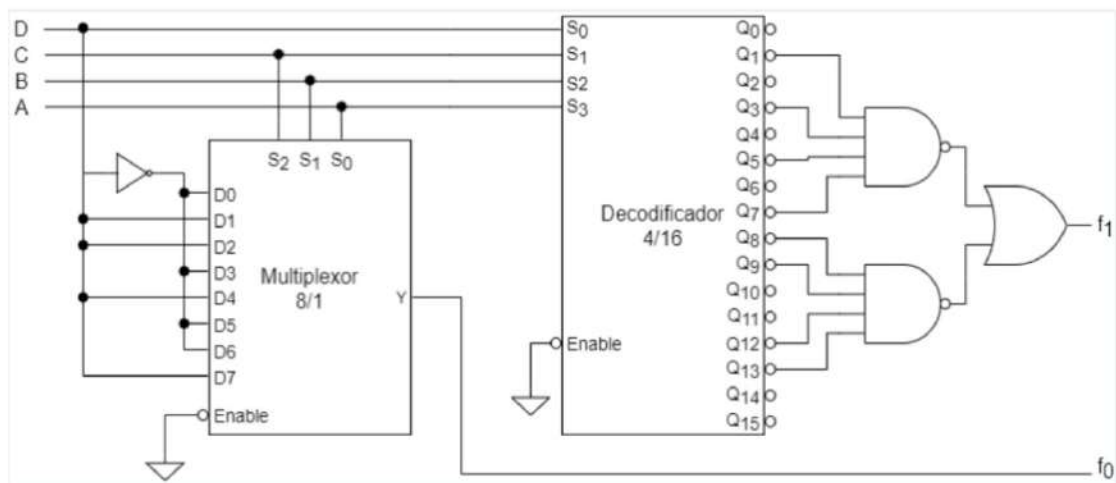 D
C
B
A
S2 S1 S0
D0
D1
D2
D3
D4
D5
D6
D7
Multiplexor
8/1
Y
Enable
S0
S1
S2
S3
Decodificador
4/16
Enable
Q0
Q1
Q2
Q3
Q4
Q5
Q6
Q7
Q8
Q9
Q10
Q11
Q12
Q13
Q14
Q15
f1
f0